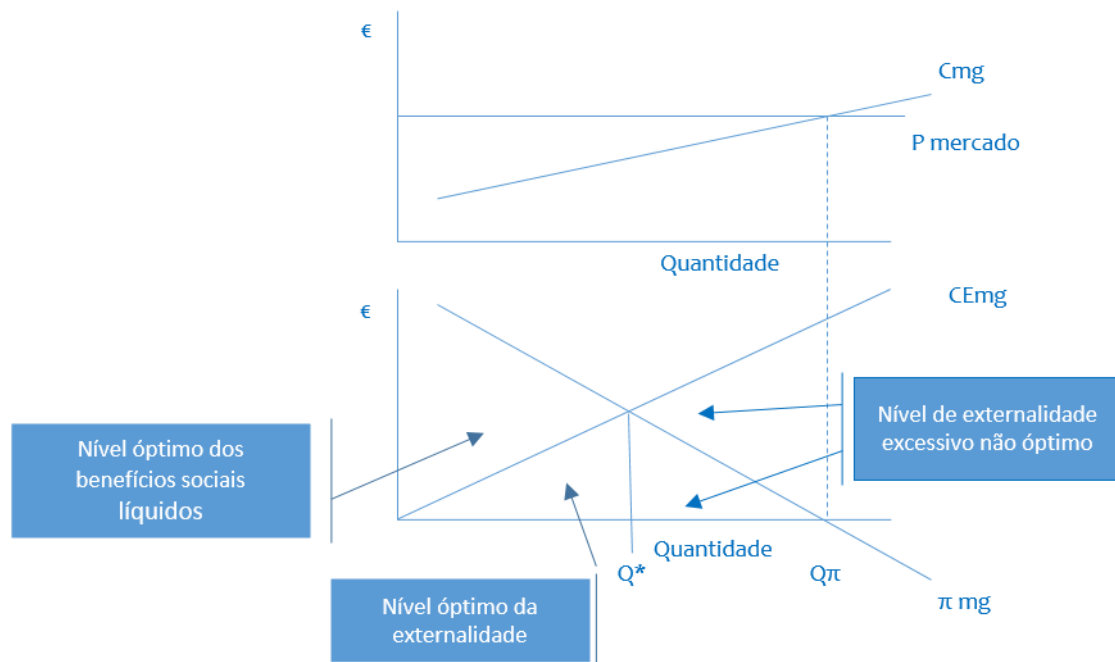 €
Cmg
P mercado
Quantidade
€
CEmg
Nível óptimo dos
benefícios sociais
líquidos
Nível de externalidade
excessivo não óptimo
Quantidade
Q*
Qπ
π mg
Nível óptimo da
externalidade